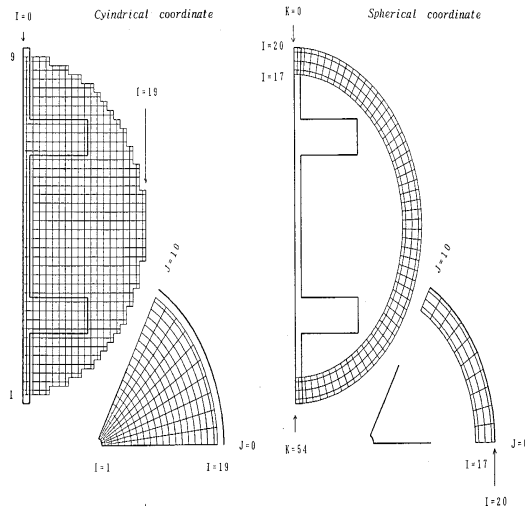 I=0
Cyindrical coordinate
9
I=19
1
J=10
J=0
I=1
I=19
K=0
Spherical coordinate
I=20
I=17
J=10
K=54
J=0
I=17
I=20